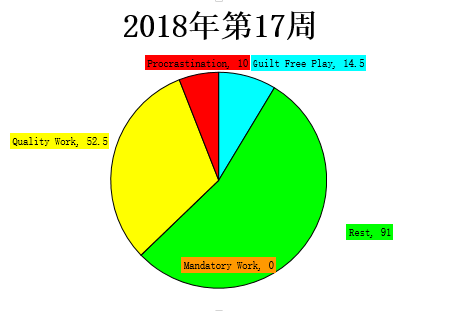 2018年第17周
Procrastination, 10
Guilt Free Play, 14.5
Quality Work, 52.5
Rest, 91
Mandatory Work, 0